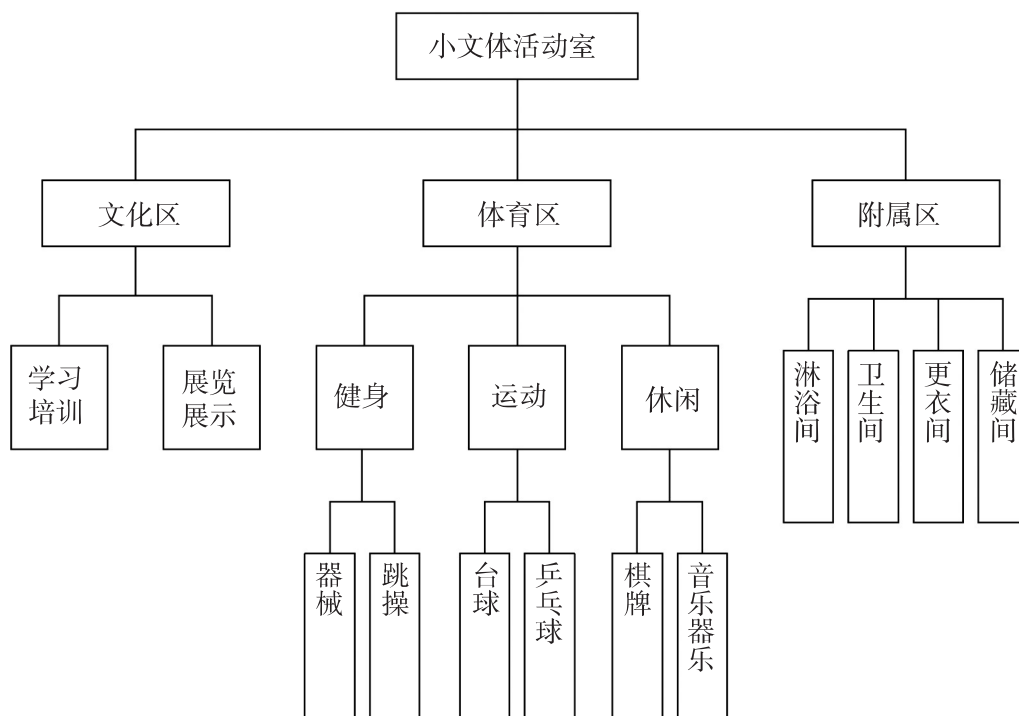 小文体活动室
文化区
体育区
附属区
学习
培训
展览
展示
健身
运动
休闲
淋浴间
卫生间
更衣间
储藏间
器械
跳操
台球
乒乓球
棋牌
音乐器乐